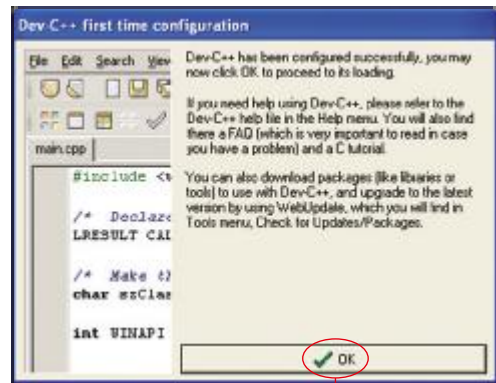 Dev-C++ first time configuration
File Edit Search View
main.cpp
#include <w
/* Declare
LRESULT CAL
/* Make th
char szClas
int WINAPI
Dev-C++ has been configured successfully, you may
now click OK to proceed to its loading.
If you need help using Dev-C++, please refer to the
Dev-C++ help file in the Help menu. You will also find
there a FAQ (which is very important to read in case
you have a problem) and a C tutorial.
You can also download packages (like libraries or
tools) to use with Dev-C++, and upgrade to the latest
version by using WebUpdate, which you will find in
Tools menu, Check for Updates/Packages.
OK